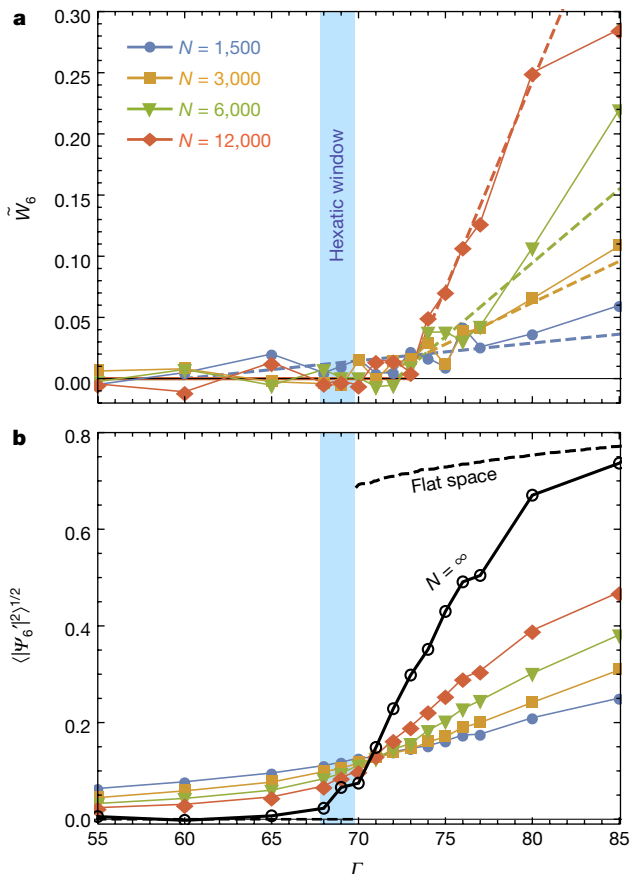 a
0.30
0.25
0.20
0.15
0.10
0.05
0.00
W̃₆
N = 1,500
N = 3,000
N = 6,000
N = 12,000
Hexatic window
b
0.8
0.6
0.4
0.2
0.0
⟨|Ψ₆′|²⟩¹ᐟ²
Flat space
N = ∞
55 60 65 70 75 80 85
Γ